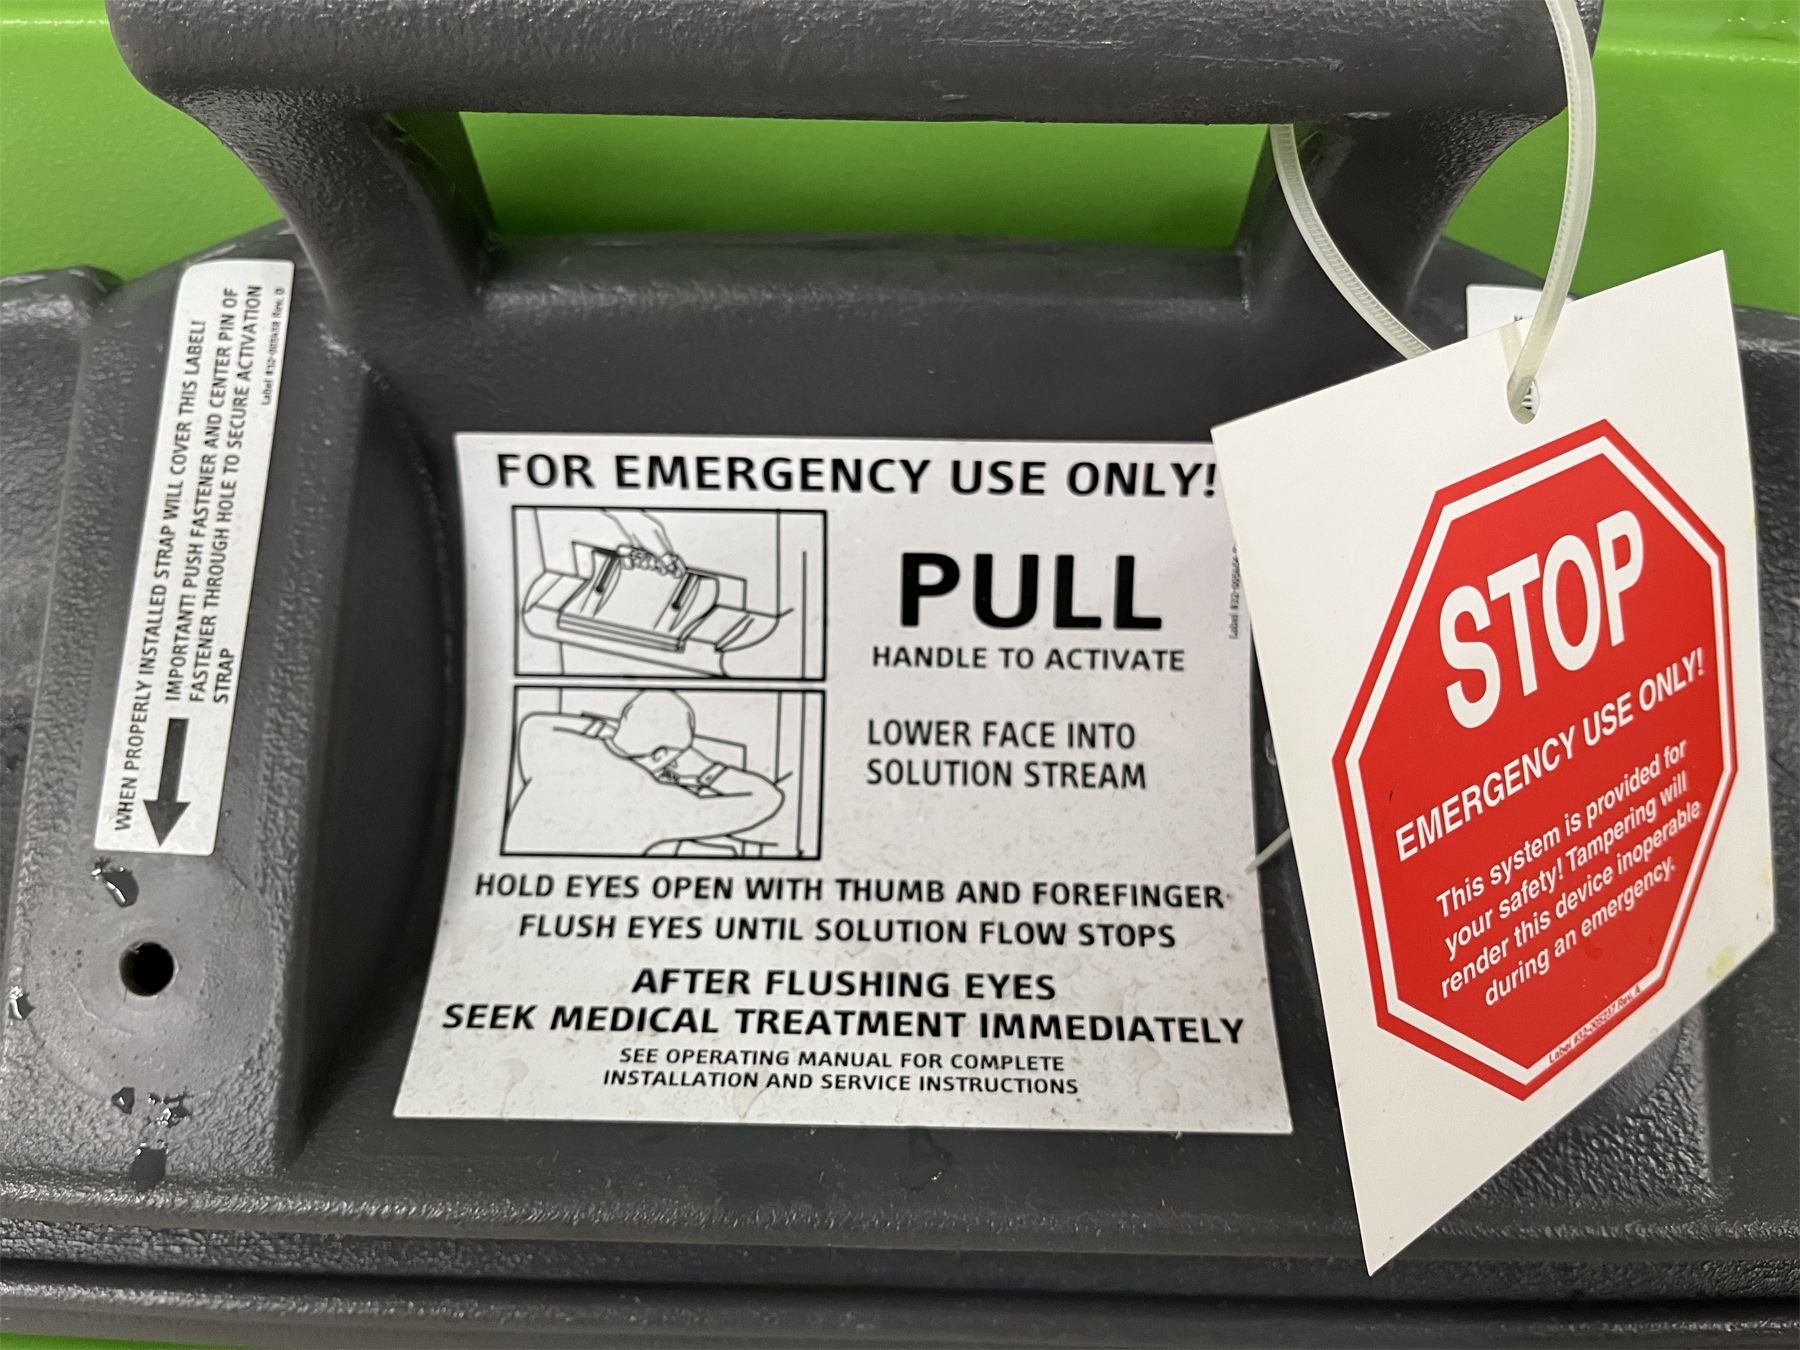 WHEN PROPERLY INSTALLED STRAP WILL COVER THIS LABEL!
IMPORTANT! PUSH FASTENER AND CENTER PIN OF
FASTENER THROUGH HOLE TO SECURE ACTIVATION
STRAP
FOR EMERGENCY USE ONLY!
PULL
HANDLE TO ACTIVATE
LOWER FACE INTO
SOLUTION STREAM
HOLD EYES OPEN WITH THUMB AND FOREFINGER
FLUSH EYES UNTIL SOLUTION FLOW STOPS
AFTER FLUSHING EYES
SEEK MEDICAL TREATMENT IMMEDIATELY
SEE OPERATING MANUAL FOR COMPLETE
INSTALLATION AND SERVICE INSTRUCTIONS
STOP
EMERGENCY USE ONLY!
This system is provided for
your safety! Tampering will
render this device inoperable
during an emergency.
Label #32-005237 Rev. A